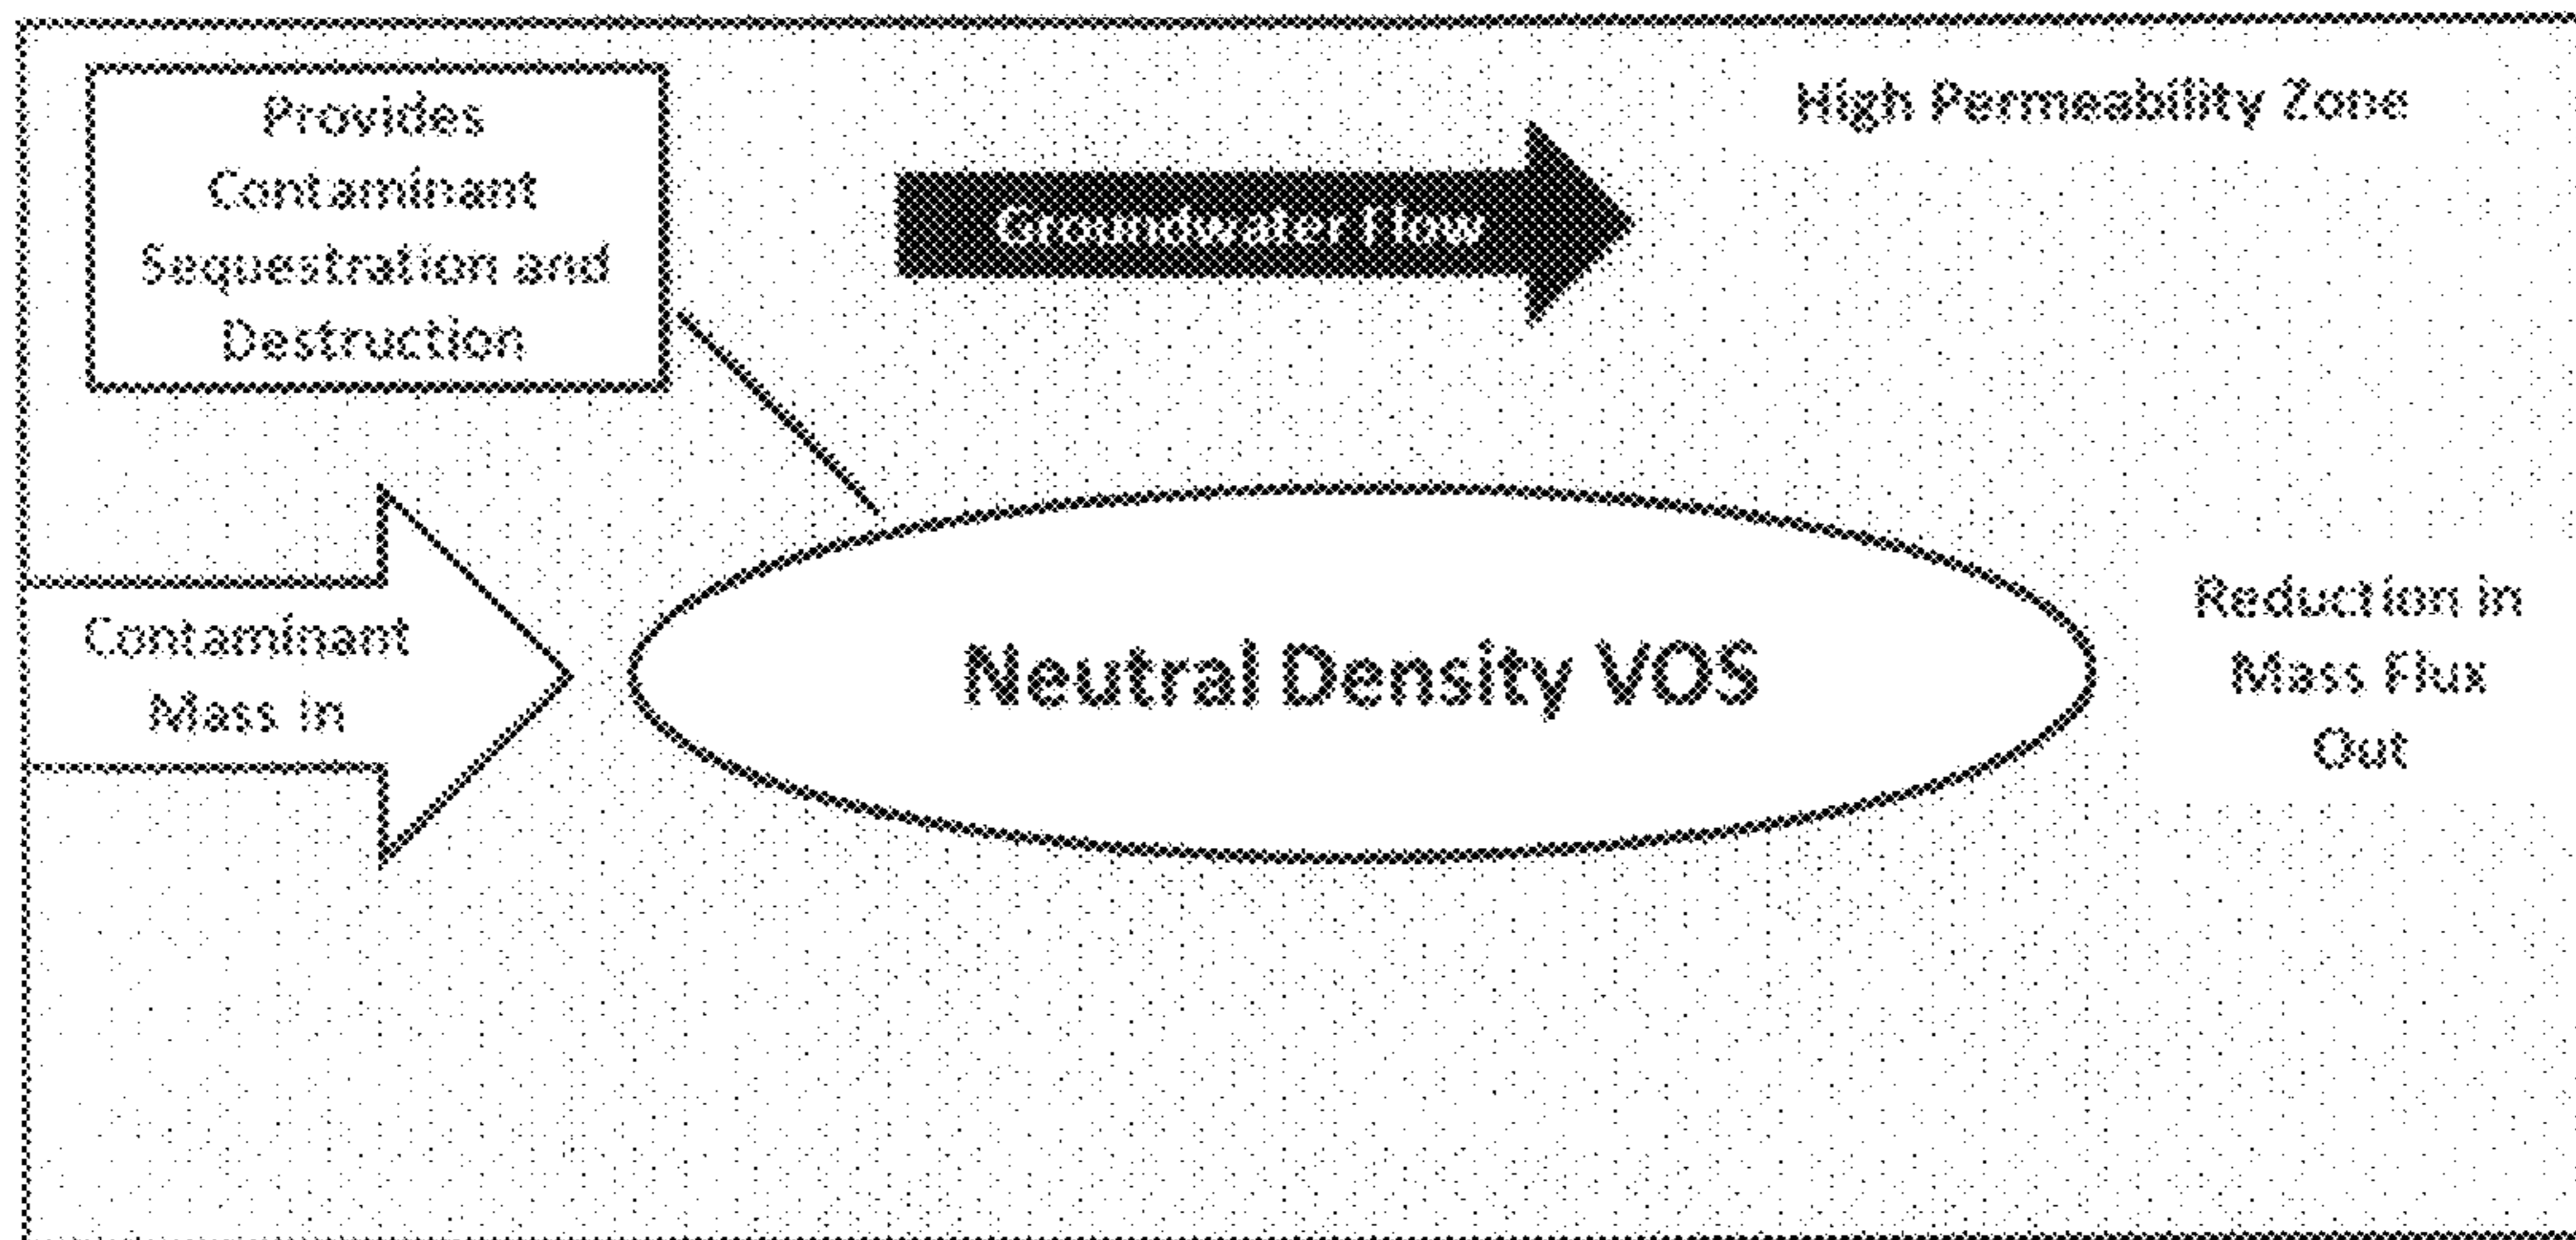 Provides
Contaminant
Sequestration and
Destruction
Groundwater Flow
High Permeability Zone
Contaminant
Mass in
Neutral Density VOS
Reduction in
Mass Flux
Out